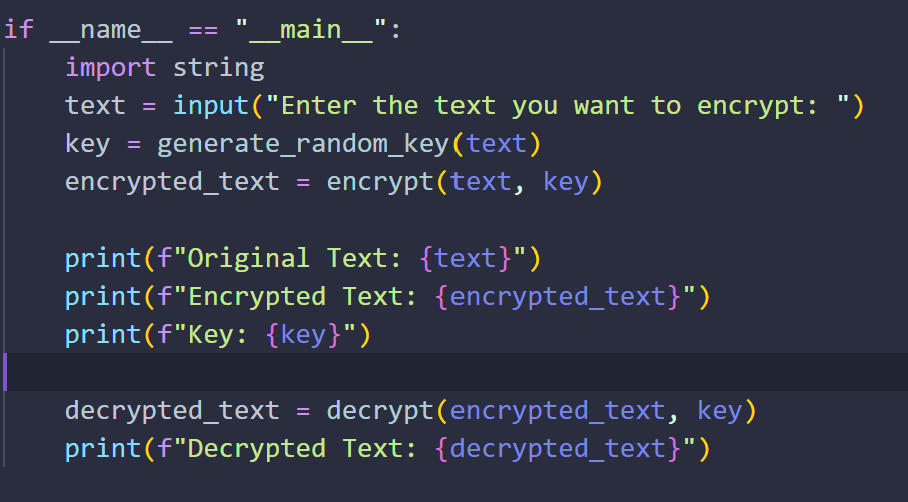 if __name__ == "__main__":
    import string
    text = input("Enter the text you want to encrypt: ")
    key = generate_random_key(text)
    encrypted_text = encrypt(text, key)
    print(f"Original Text: {text}")
    print(f"Encrypted Text: {encrypted_text}")
    print(f"Key: {key}")
    decrypted_text = decrypt(encrypted_text, key)
    print(f"Decrypted Text: {decrypted_text}")